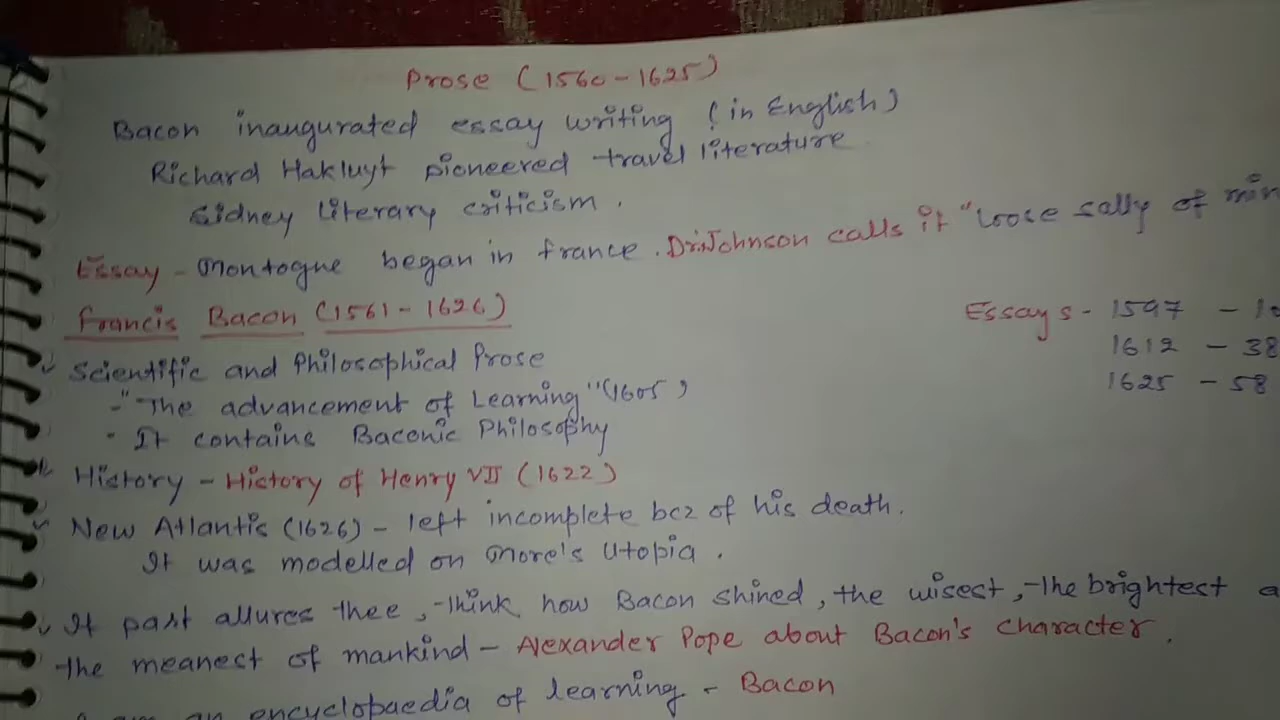 Prose (1560-1625)
Bacon inaugurated essay writing (in English)
Richard Hakluyt pioneered travel literature
Sidney literary criticism.
Essay - Montogne began in france. Dr.Johnson calls it "loose sally of
Francis Bacon (1561-1626)
Essays - 1597 -
1612 - 38
1625 - 58
Scientific and Philosophical Prose
- "The advancement of Learning" (1605)
- It contains Baconic Philosophy
History - History of Henry VII (1622)
New Atlantis (1626) - left incomplete bcz of his death.
It was modelled on More's Utopia.
It part allures thee, think how Bacon shined, the wisest, the brightest
the meanest of mankind - Alexander Pope about Bacon's character.
an encyclopaedia of learning - Bacon